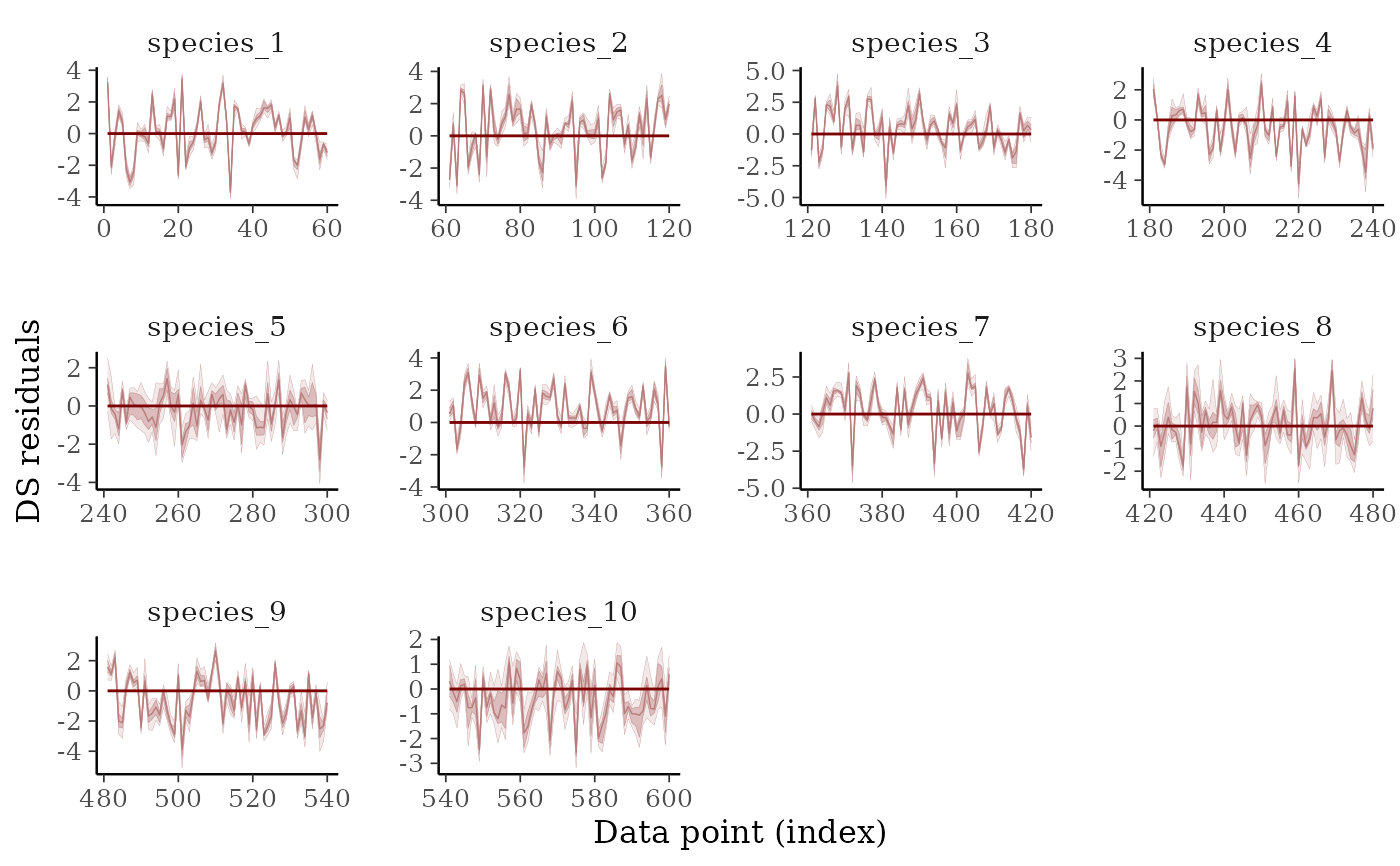 species_1 species_2 species_3 species_4
4 2 0 -2 -4
4 2 0 -2 -4
5.0 2.5 0.0 -2.5 -5.0
2 0 -2 -4
0 20 40 60
60 80 100 120
120 140 160 180
180 200 220 240
DS residuals
species_5 species_6 species_7 species_8
2 0 -2 -4
4 2 0 -2 -4
2.5 0.0 -2.5 -5.0
3 2 1 0 -1 -2
240 260 280 300
300 320 340 360
360 380 400 420
420 440 460 480
species_9 species_10
2 0 -2 -4
2 1 0 -1 -2 -3
480 500 520 540
540 560 580 600
Data point (index)